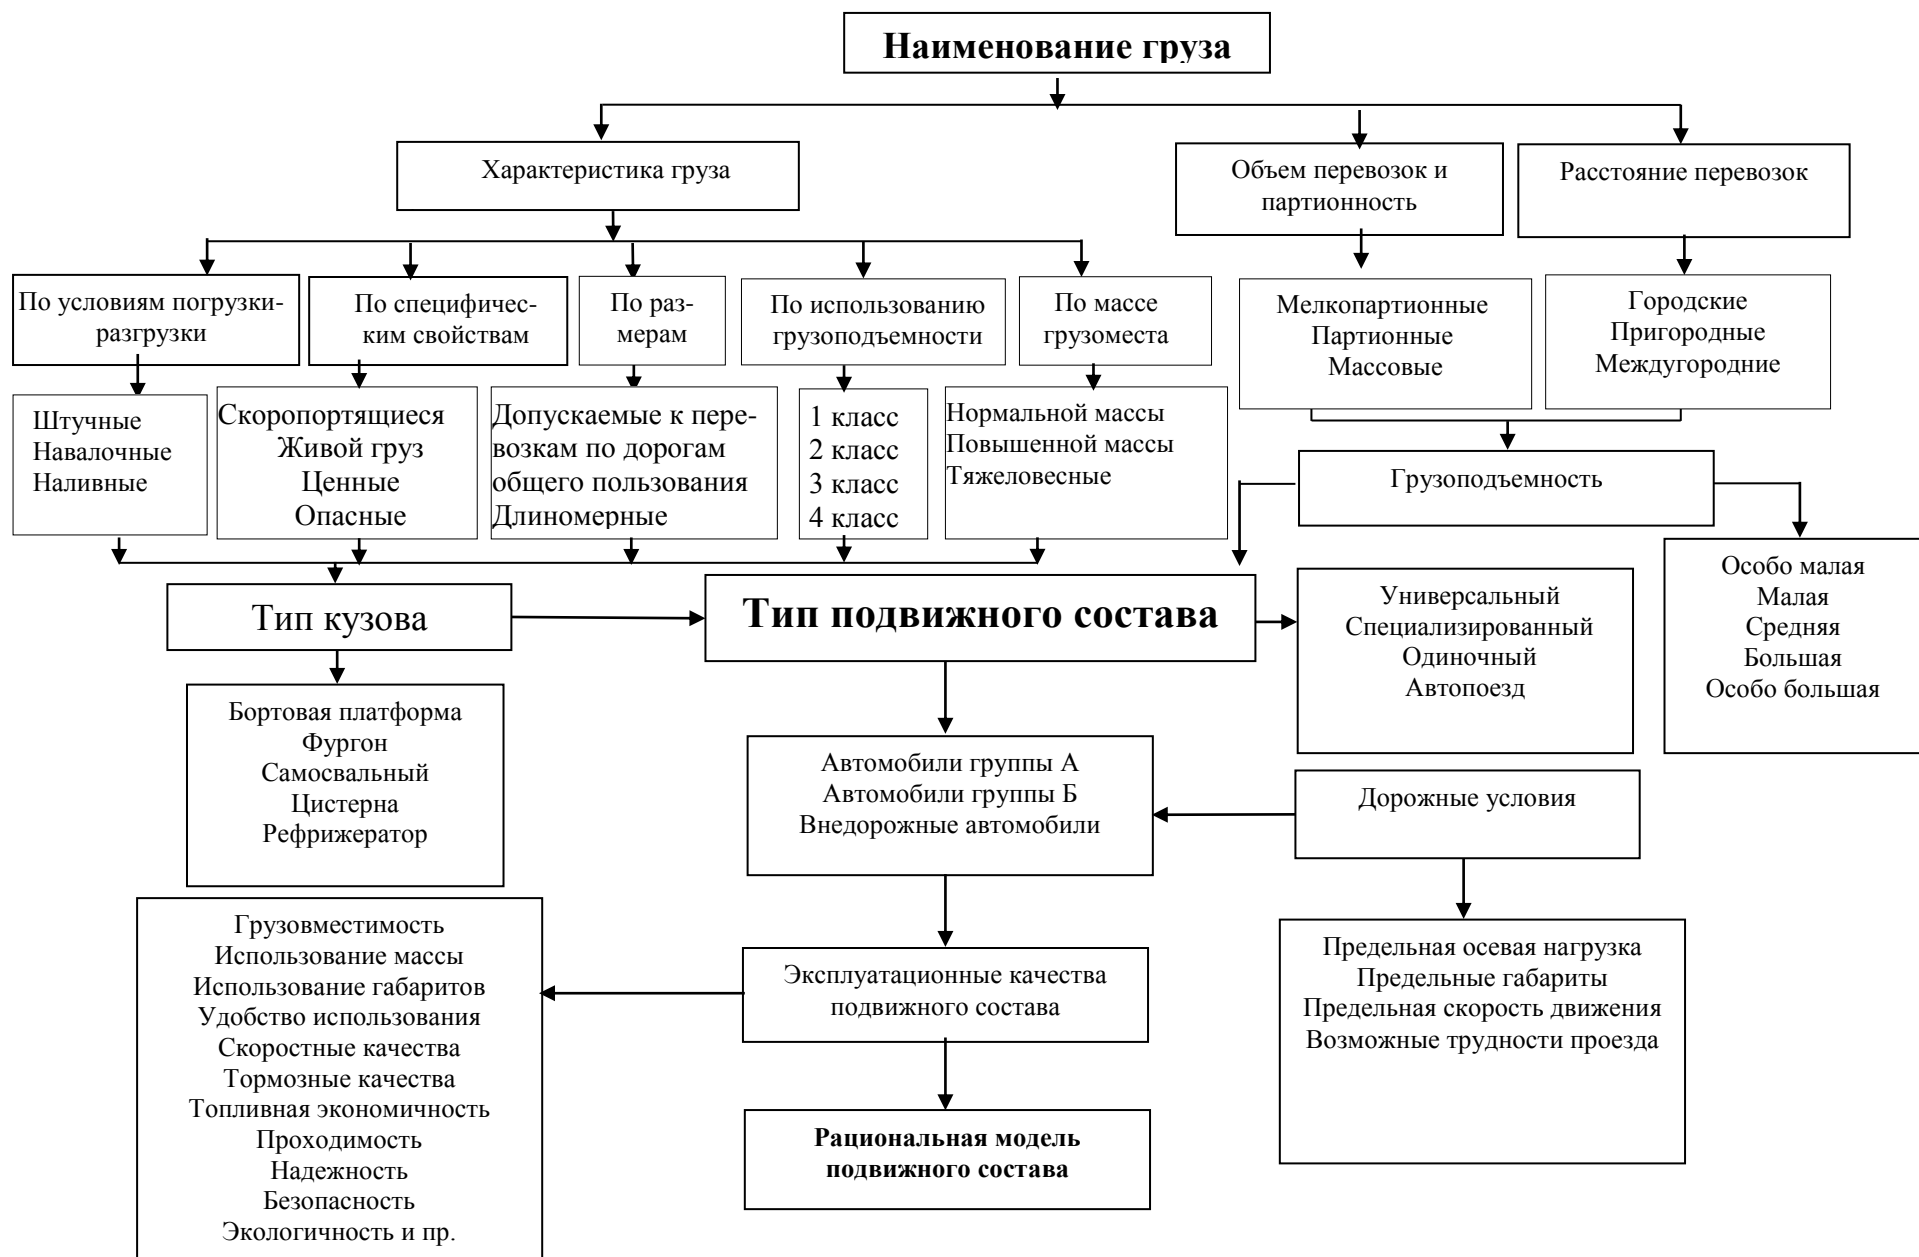 Наименование груза
Характеристика груза
Объем перевозок и
партионность
Расстояние перевозок
По условиям погрузки-
разгрузки
По специфичес-
ким свойствам
По раз-
мерам
По использованию
грузоподъемности
По массе
грузоместа
Мелкопартионные
Партионные
Массовые
Городские
Пригородные
Междугородние
Штучные
Навалочные
Наливные
Скоропортящиеся
Живой груз
Ценные
Опасные
Допускаемые к пере-
возкам по дорогам
общего пользования
Длиномерные
1 класс
2 класс
3 класс
4 класс
Нормальной массы
Повышенной массы
Тяжеловесные
Грузоподъемность
Тип кузова
Тип подвижного состава
Универсальный
Специализированный
Одиночный
Автопоезд
Особо малая
Малая
Средняя
Большая
Особо большая
Бортовая платформа
Фургон
Самосвальный
Цистерна
Рефрижератор
Автомобили группы А
Автомобили группы Б
Внедорожные автомобили
Дорожные условия
Грузовместимость
Использование массы
Использование габаритов
Удобство использования
Скоростные качества
Тормозные качества
Топливная экономичность
Проходимость
Надежность
Безопасность
Экологичность и пр.
Эксплуатационные качества
подвижного состава
Предельная осевая нагрузка
Предельные габариты
Предельная скорость движения
Возможные трудности проезда
Рациональная модель
подвижного состава